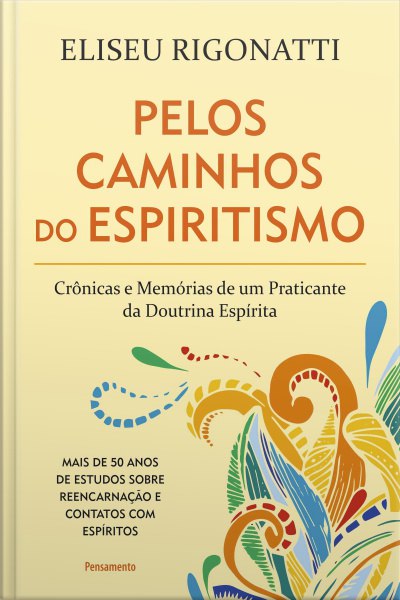 ELISEU RIGONATTI
PELOS
CAMINHOS
DO ESPIRITISMO
Crônicas e Memórias de um Praticante
da Doutrina Espírita
MAIS DE 50 ANOS
DE ESTUDOS SOBRE
REENCARNAÇÃO E
CONTATOS COM
ESPÍRITOS
Pensamento